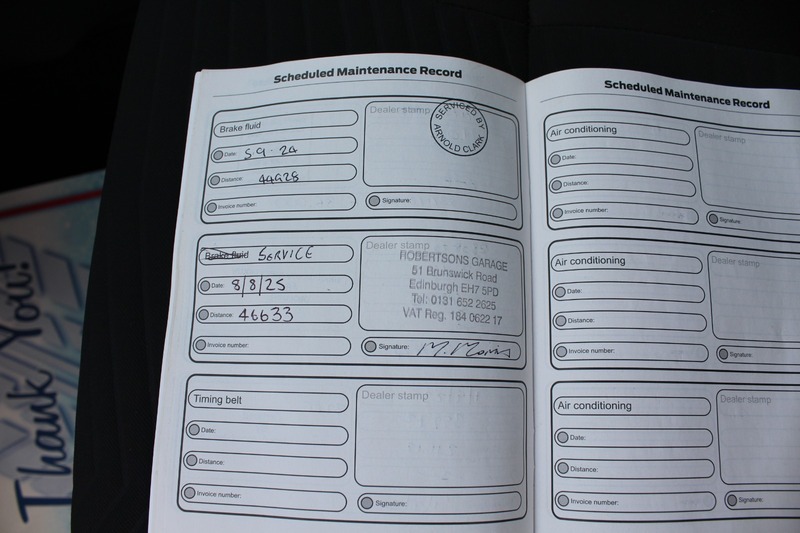 Scheduled Maintenance Record
Brake fluid
Date: 5.9.24
Distance: 44928
Invoice number:
Dealer stamp
SERVICED BY
ARNOLD CLARK
Signature:
Brake fluid SERVICE
Date: 8/8/25
Distance: 46633
Invoice number:
Dealer stamp
ROBERTSONS GARAGE
51 Brunswick Road
Edinburgh EH7 5PD
Tel: 0131 652 2625
VAT Reg. 184 0622 17
Signature: M. Morris
Timing belt
Date:
Distance:
Invoice number:
Dealer stamp
Signature:
Scheduled Maintenance Record
Air conditioning
Date:
Distance:
Invoice number:
Dealer stamp
Signature:
Air conditioning
Date:
Distance:
Invoice number:
Dealer stamp
Signature:
Air conditioning
Date:
Distance:
Invoice number:
Dealer stamp
Signature:
Thank You!